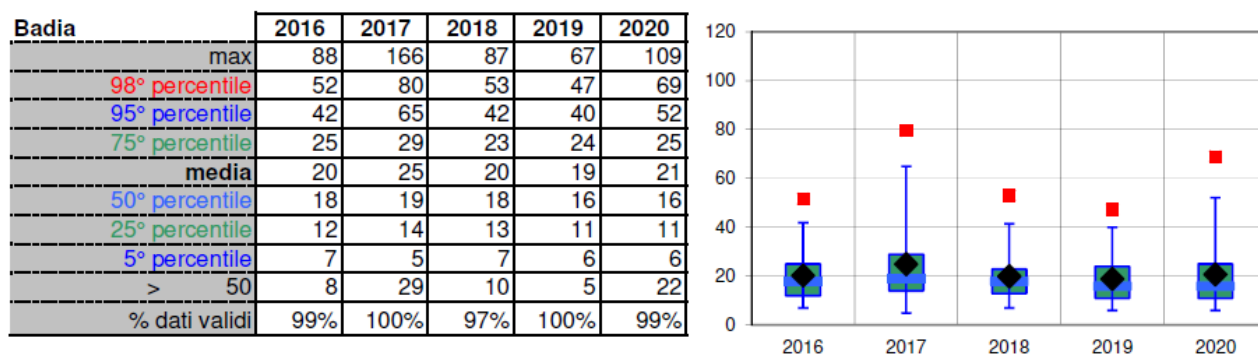 Badia 2016 2017 2018 2019 2020
max 88 166 87 67 109
98° percentile 52 80 53 47 69
95° percentile 42 65 42 40 52
75° percentile 25 29 23 24 25
media 20 25 20 19 21
50° percentile 18 19 18 16 16
25° percentile 12 14 13 11 11
5° percentile 7 5 7 6 6
> 50 8 29 10 5 22
% dati validi 99% 100% 97% 100% 99%
120
100
80
60
40
20
0
2016 2017 2018 2019 2020